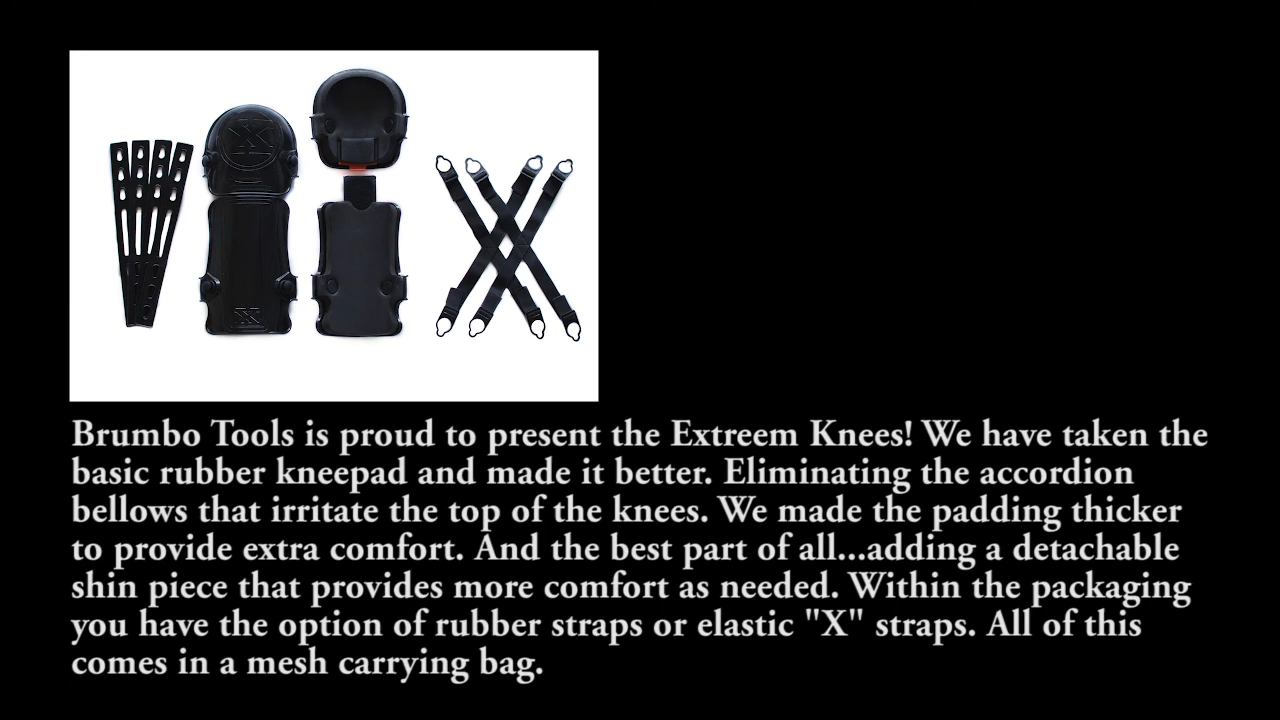 Brumbo Tools is proud to present the Extreem Knees! We have taken the
basic rubber kneepad and made it better. Eliminating the accordion
bellows that irritate the top of the knees. We made the padding thicker
to provide extra comfort. And the best part of all...adding a detachable
shin piece that provides more comfort as needed. Within the packaging
you have the option of rubber straps or elastic "X" straps. All of this
comes in a mesh carrying bag.